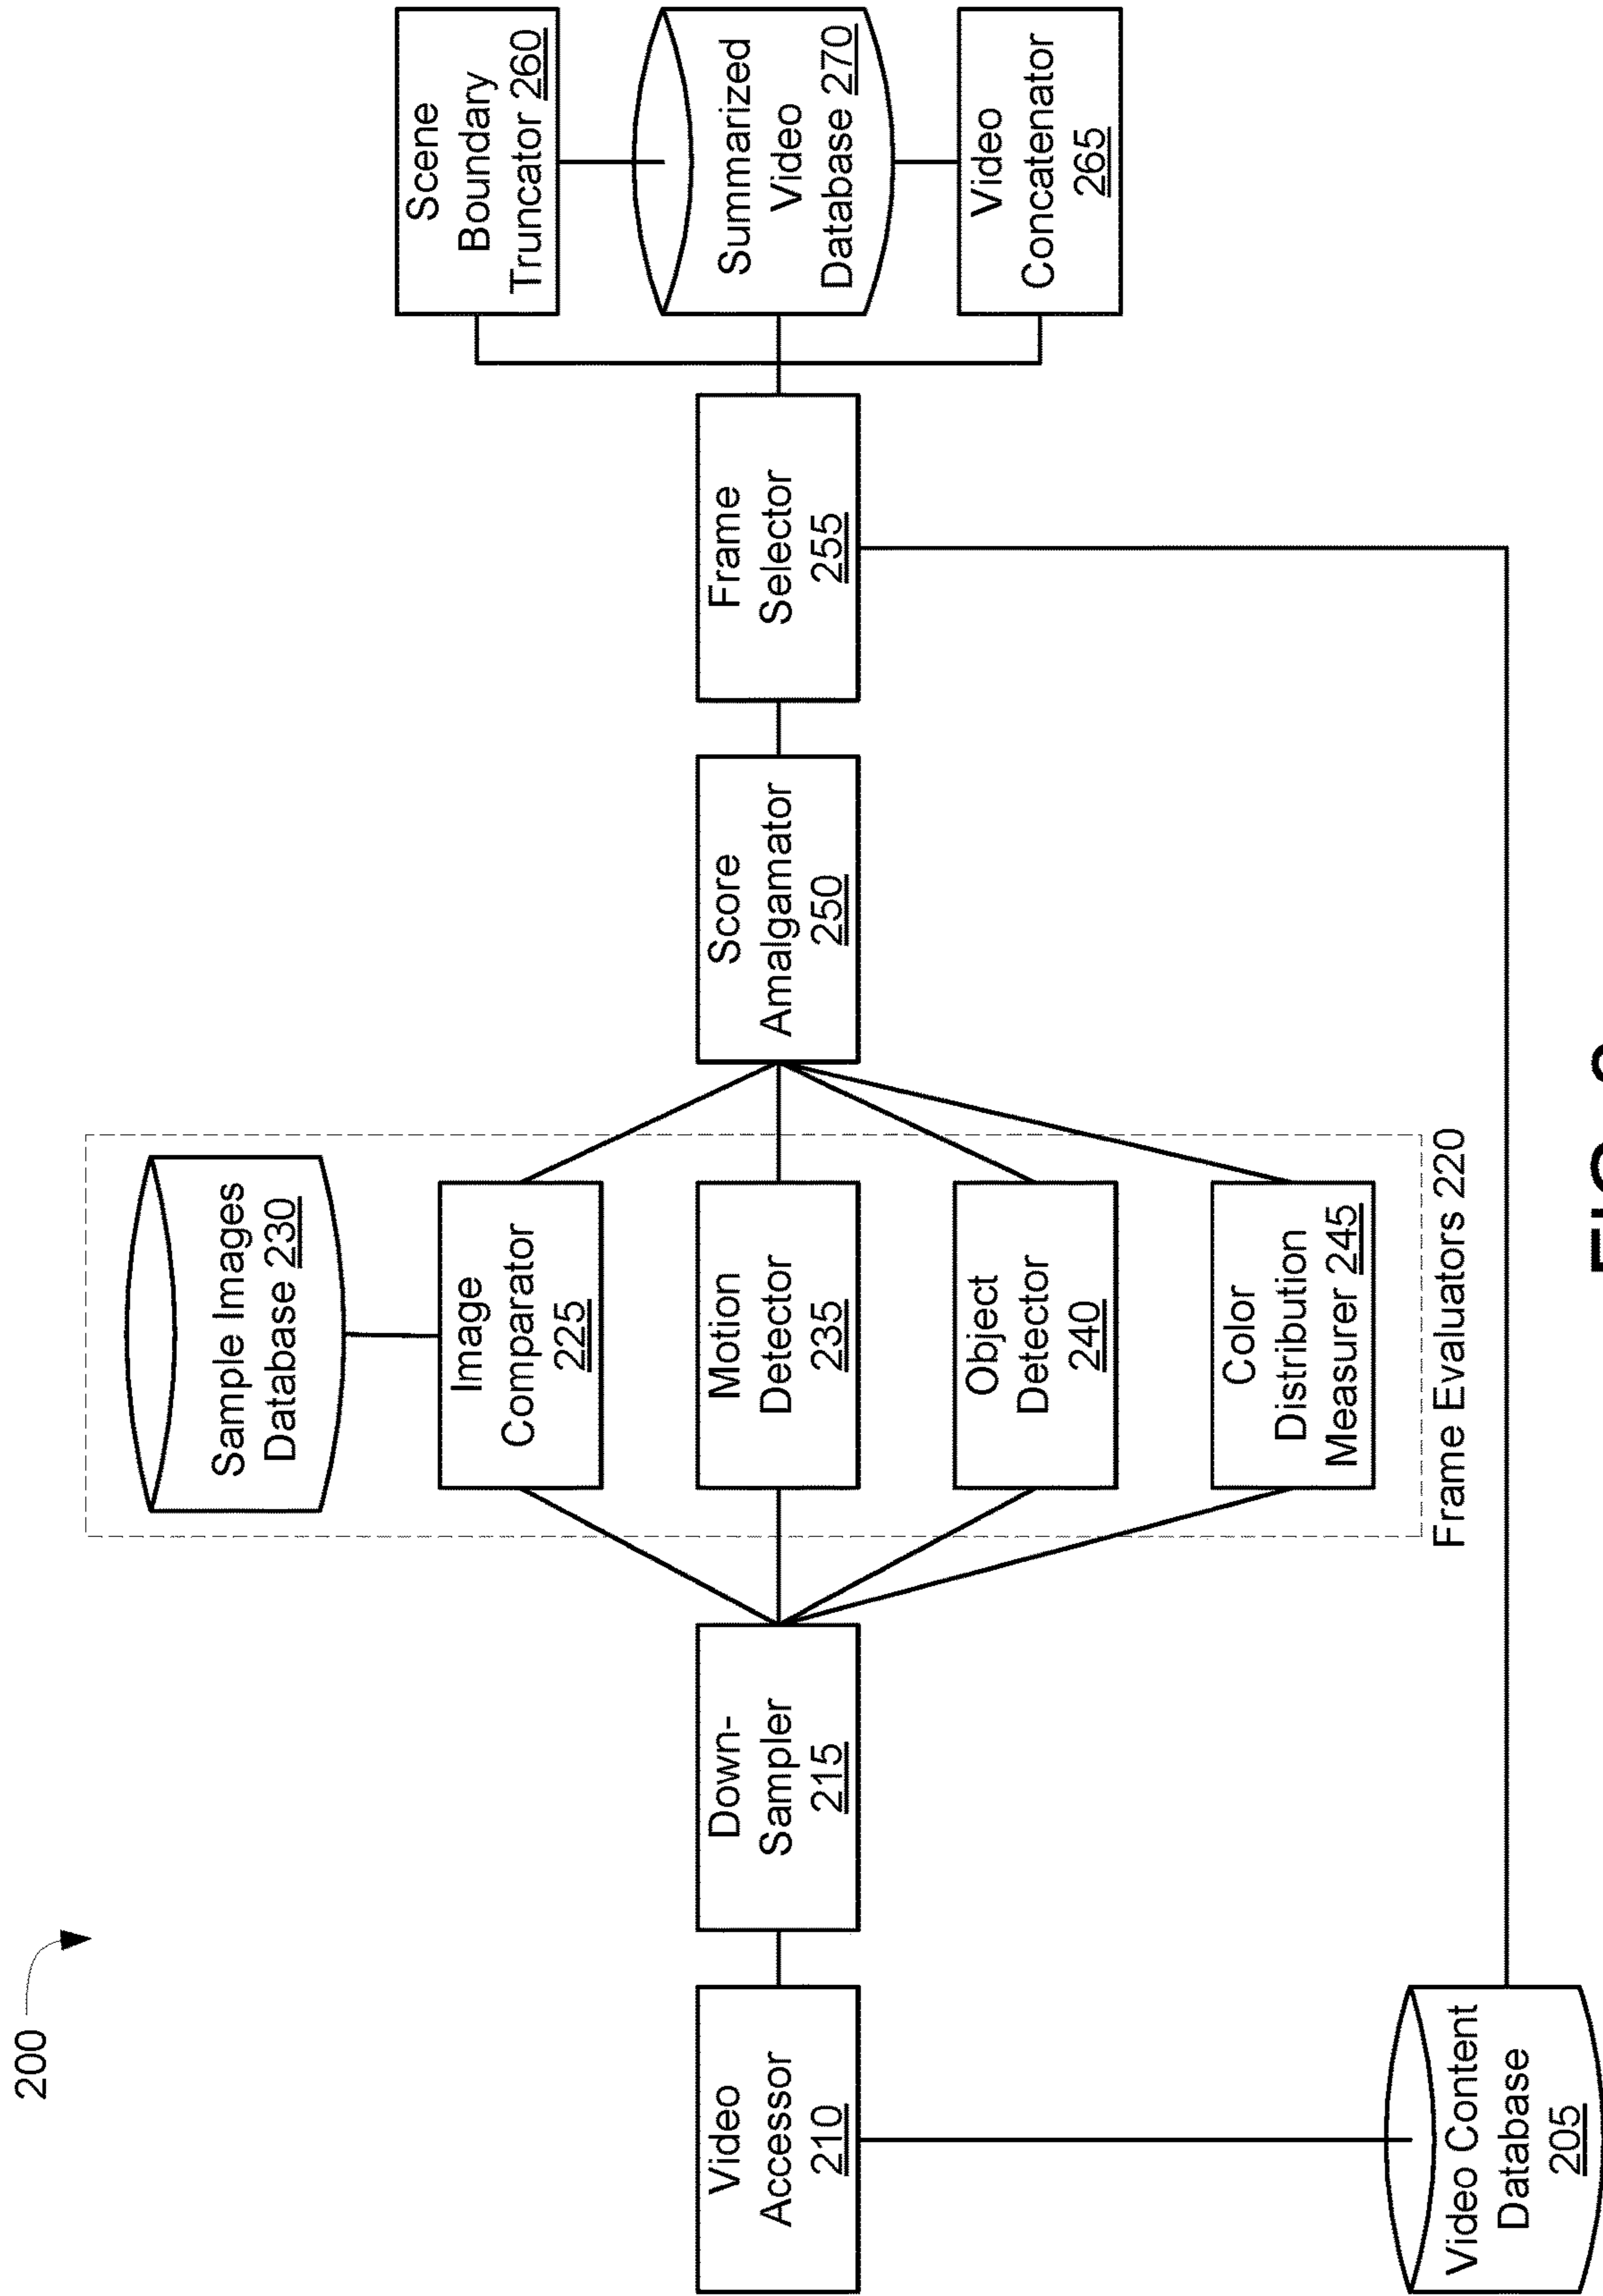 200
Sample Images
Database 230
Image
Comparator
225
Scene
Boundary
Truncator 260
Video
Accessor
210
Down-
Sampler
215
Motion
Detector
235
Score
Amalgamator
250
Frame
Selector
255
Summarized
Video
Database 270
Object
Detector
240
Video
Concatenator
265
Color
Distribution
Measurer 245
Frame Evaluators 220
Video Content
Database
205